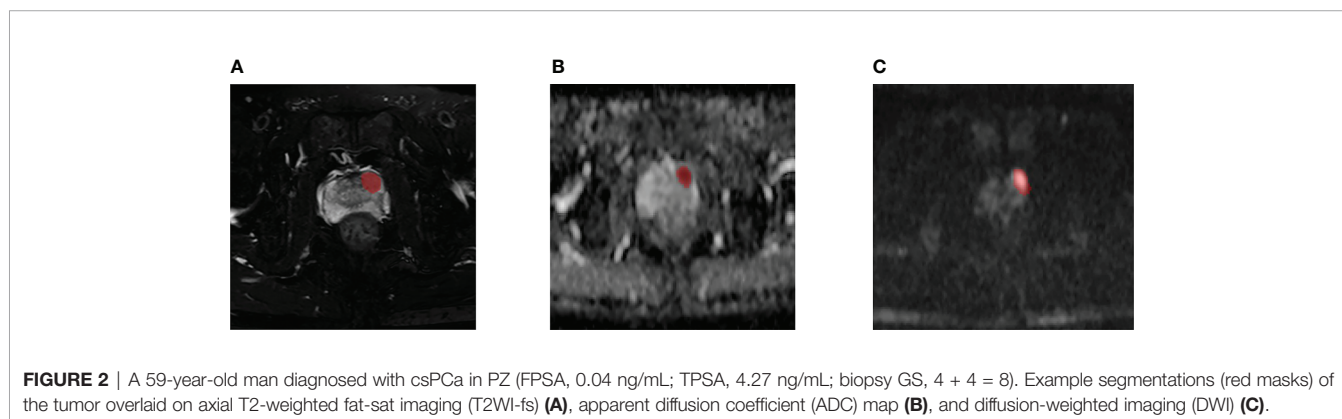 A
B
C
FIGURE 2 | A 59-year-old man diagnosed with csPCa in PZ (FPSA, 0.04 ng/mL; TPSA, 4.27 ng/mL; biopsy GS, 4 + 4 = 8). Example segmentations (red masks) of
the tumor overlaid on axial T2-weighted fat-sat imaging (T2WI-fs) (A), apparent diffusion coefficient (ADC) map (B), and diffusion-weighted imaging (DWI) (C).